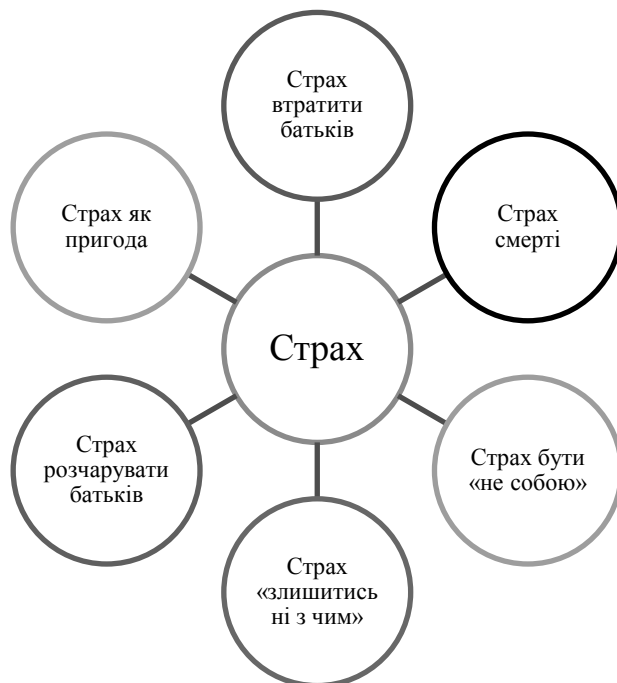 Страх
втратити
батьків
Страх
смерті
Страх бути
«не собою»
Страх
«злишитись
ні з чим»
Страх
розчарувати
батьків
Страх як
пригода
Страх